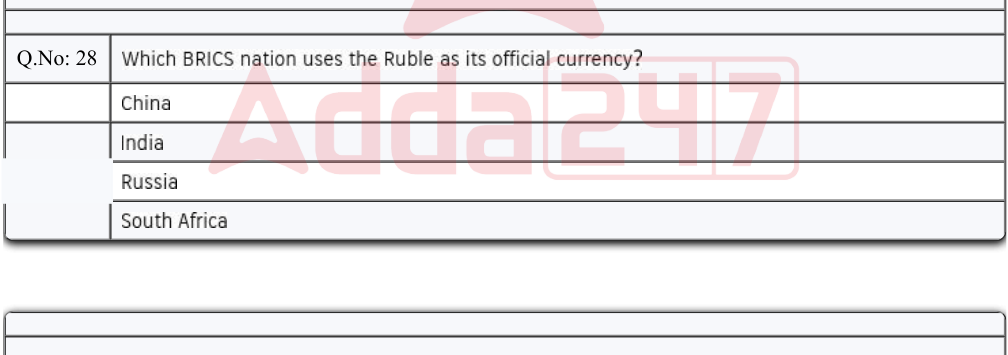 Q.No: 28 Which BRICS nation uses the Ruble as its official currency?
China
India
Russia
South Africa
Adda247